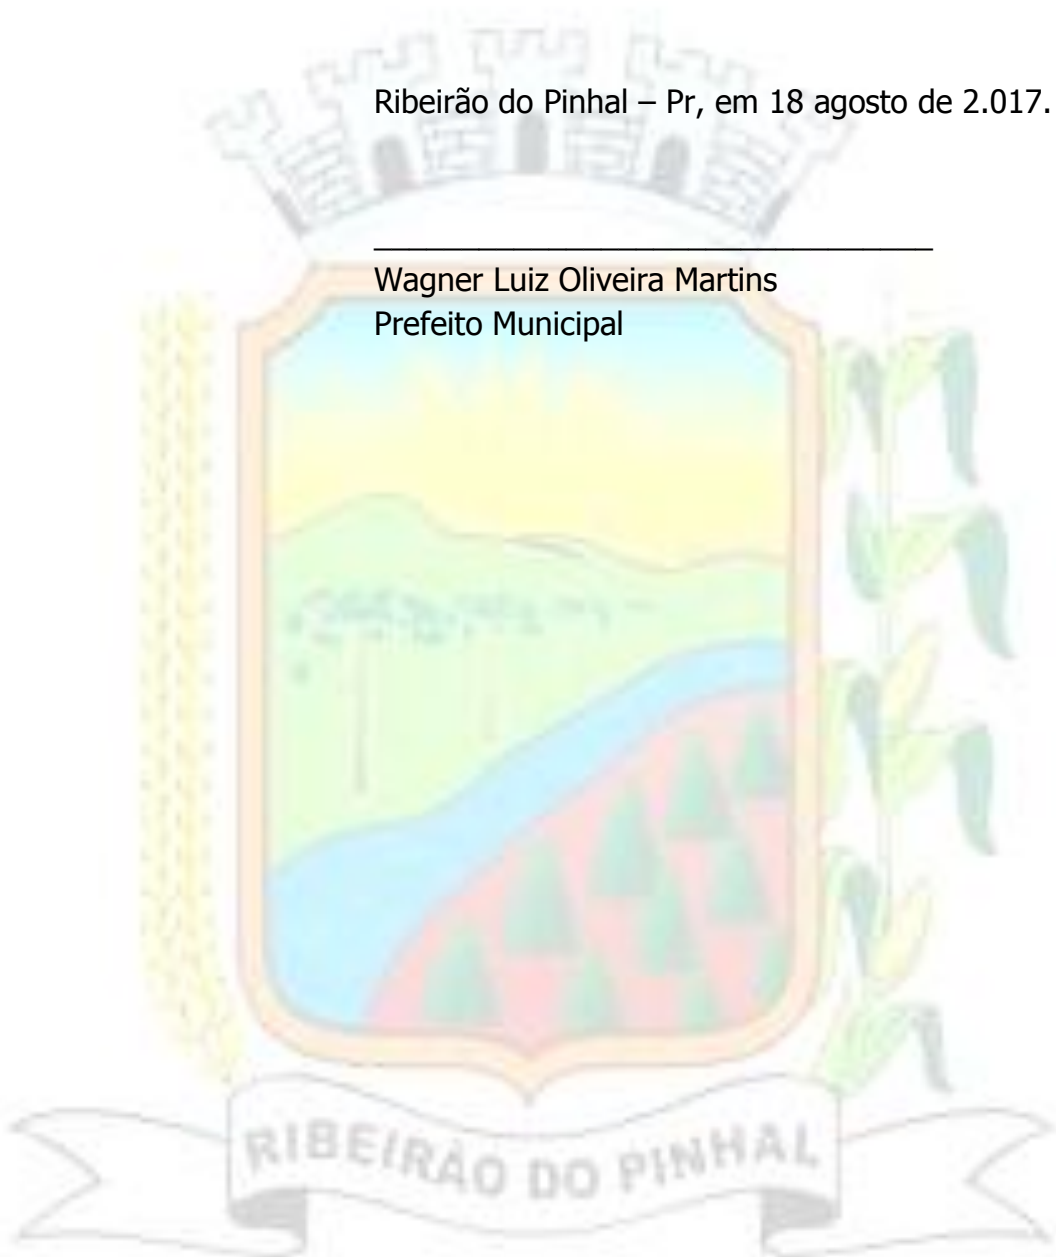 Ribeirão do Pinhal – Pr, em 18 agosto de 2.017.
________________________________
Wagner Luiz Oliveira Martins
Prefeito Municipal
RIBEIRÃO DO PINHAL